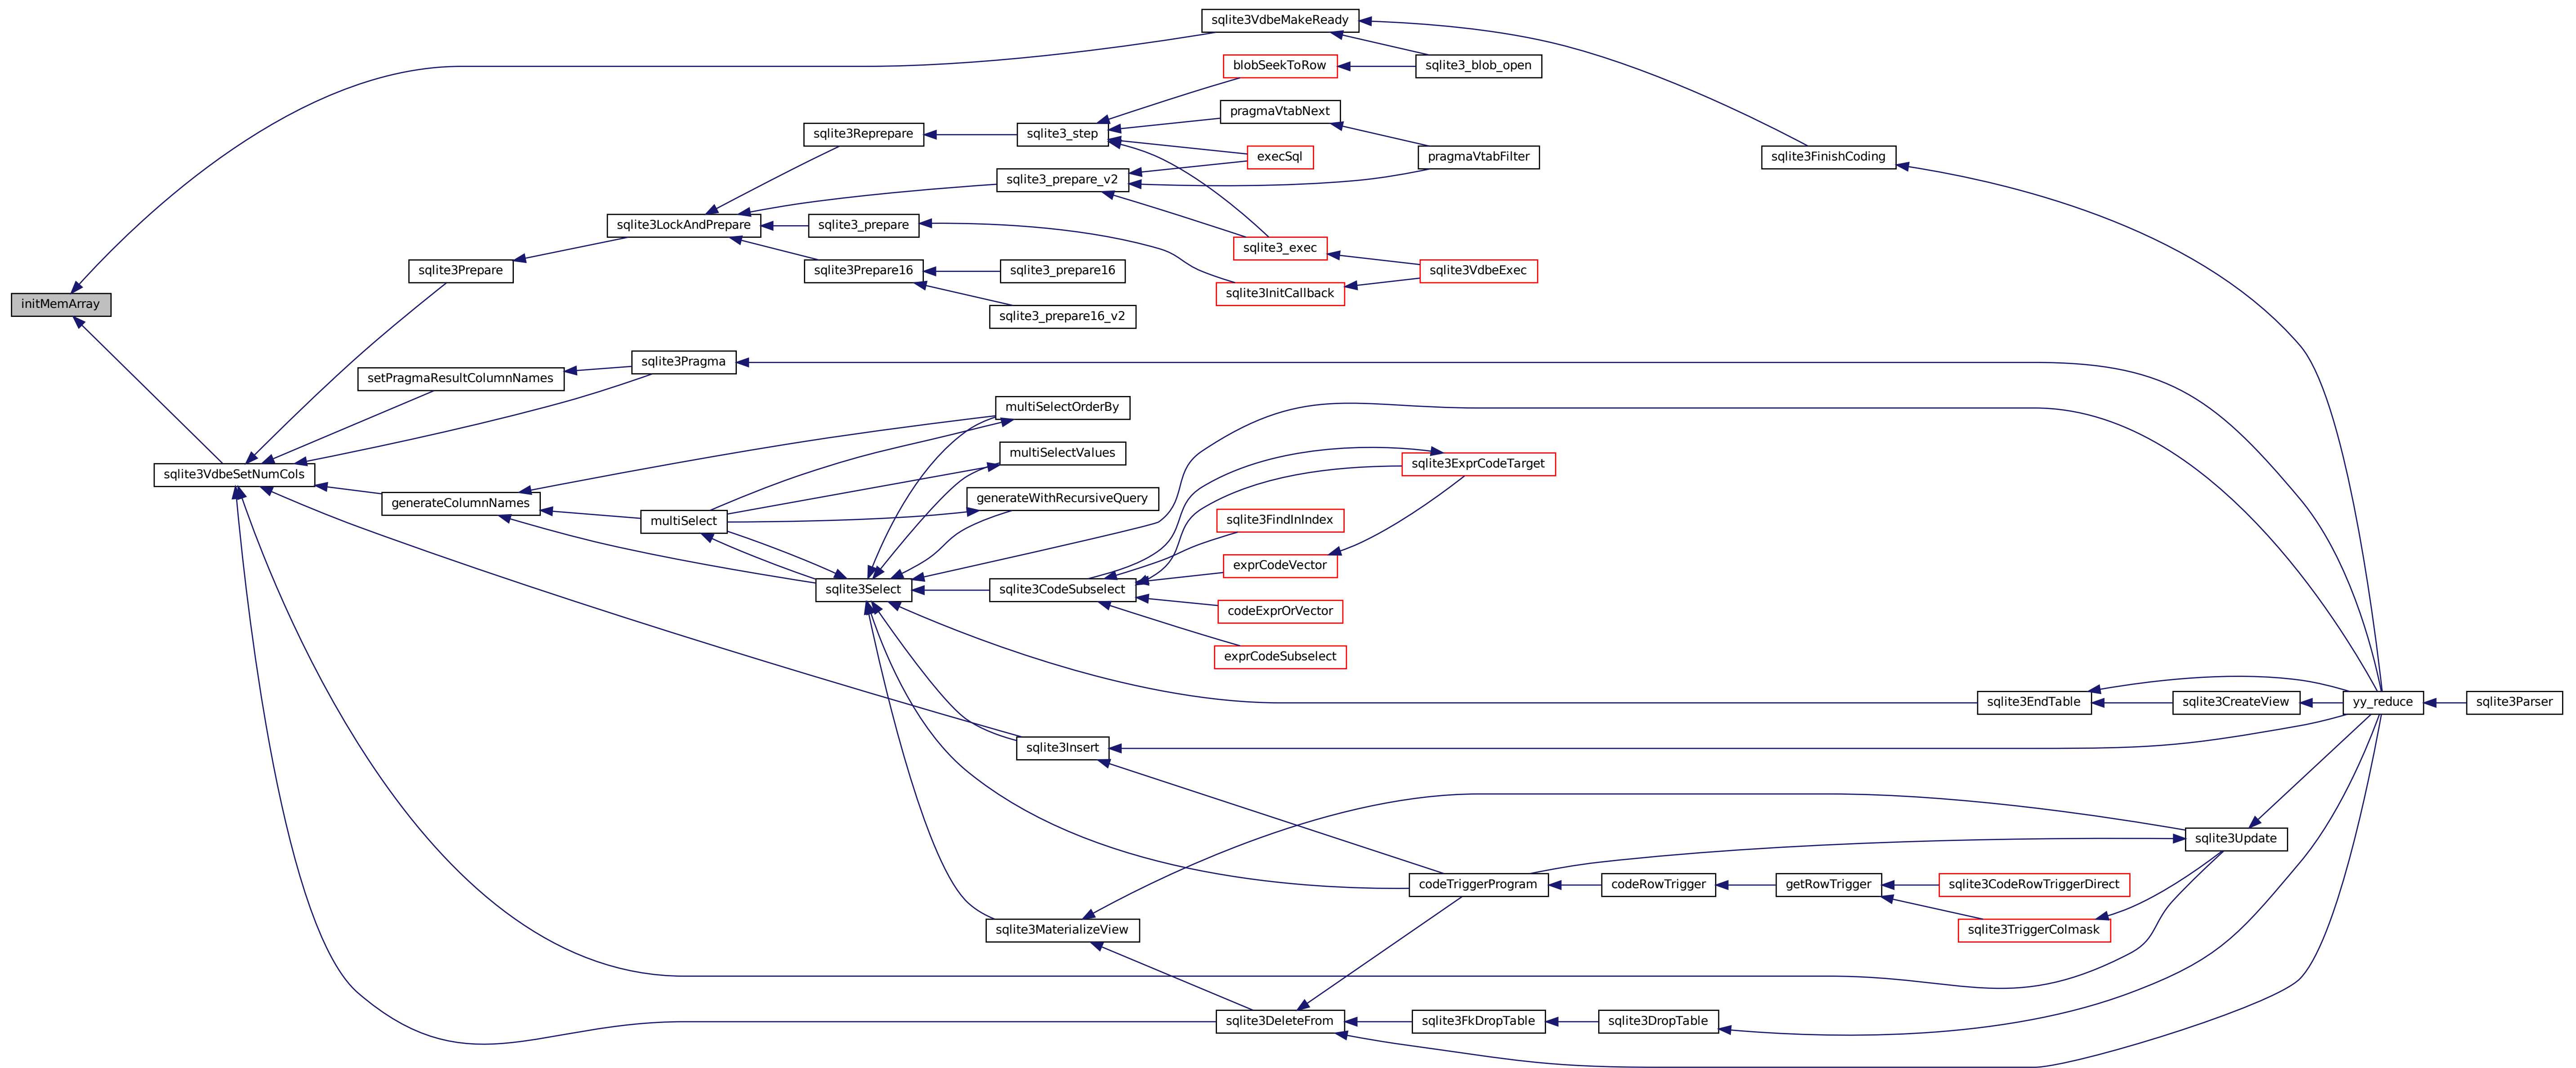 sqlite3VdbeMakeReady
blobSeekToRow
sqlite3_blob_open
pragmaVtabNext
sqlite3Reprepare
sqlite3_step
execSql
pragmaVtabFilter
sqlite3FinishCoding
sqlite3_prepare_v2
sqlite3LockAndPrepare
sqlite3_prepare
sqlite3_exec
sqlite3Prepare
sqlite3Prepare16
sqlite3_prepare16
sqlite3VdbeExec
sqlite3InitCallback
initMemArray
sqlite3_prepare16_v2
sqlite3Pragma
setPragmaResultColumnNames
multiSelectOrderBy
multiSelectValues
sqlite3ExprCodeTarget
sqlite3VdbeSetNumCols
generateWithRecursiveQuery
generateColumnNames
multiSelect
sqlite3FindInIndex
exprCodeVector
sqlite3Select
sqlite3CodeSubselect
codeExprOrVector
exprCodeSubselect
sqlite3EndTable
sqlite3CreateView
yy_reduce
sqlite3Parser
sqlite3Insert
sqlite3Update
codeTriggerProgram
codeRowTrigger
getRowTrigger
sqlite3CodeRowTriggerDirect
sqlite3MaterializeView
sqlite3TriggerColmask
sqlite3DeleteFrom
sqlite3FkDropTable
sqlite3DropTable